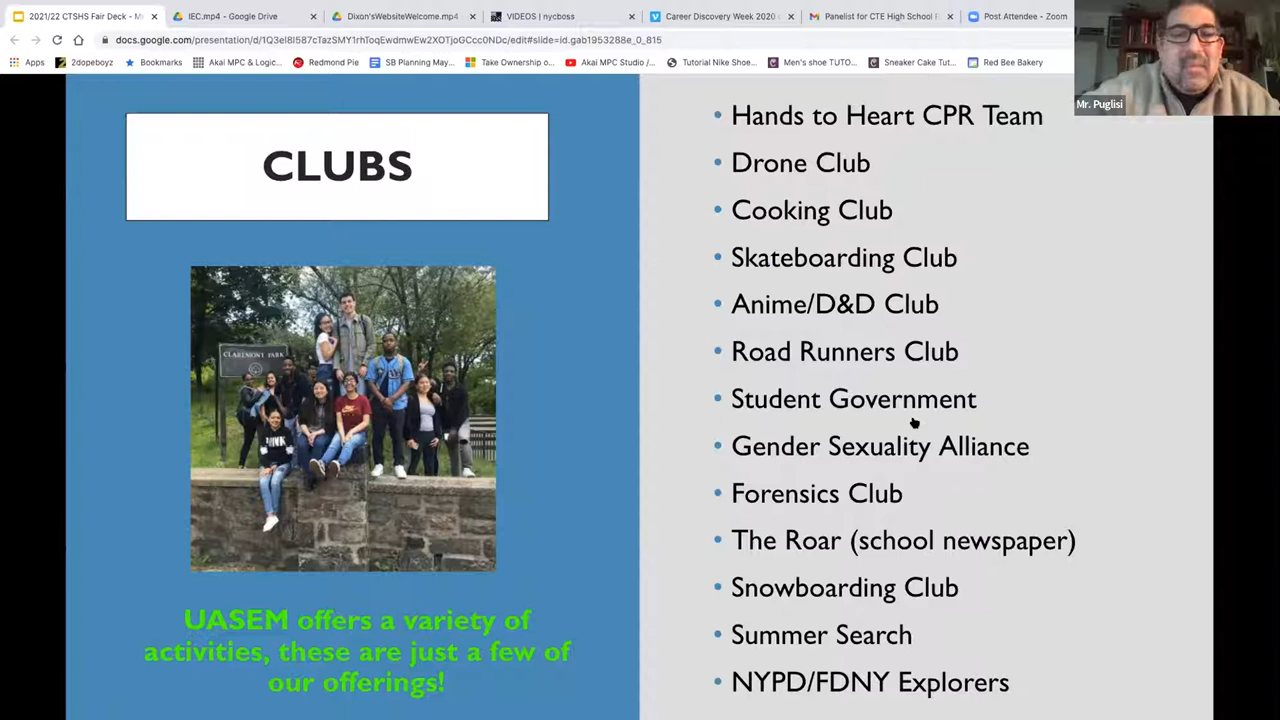 2021/22 CTSHS Fair Deck - M
IEC.mp4 - Google Drive
Dixon'sWebsiteWelcome.mp4
VIDEOS | nycboss
Career Discovery Week 2020
Panelist for CTE High School
Post Attendee - Zoom
docs.google.com/presentation/d/1Q3el8I587cTazSMY1rhToqEwdmwEw2XOTjoGCcc0NDc/edit#slide=id.gab1953288e_0_815
Apps
2dopeboyz
Bookmarks
Akai MPC & Logic...
Redmond Pie
SB Planning May...
Take Ownership o...
Akai MPC Studio /...
Tutorial Nike Shoe...
Men's shoe TUTO...
Sneaker Cake Tut...
Red Bee Bakery
Mr. Puglisi
CLUBS
CLAREMONT PARK
UASEM offers a variety of
activities, these are just a few of
our offerings!
• Hands to Heart CPR Team
• Drone Club
• Cooking Club
• Skateboarding Club
• Anime/D&D Club
• Road Runners Club
• Student Government
• Gender Sexuality Alliance
• Forensics Club
• The Roar (school newspaper)
• Snowboarding Club
• Summer Search
• NYPD/FDNY Explorers